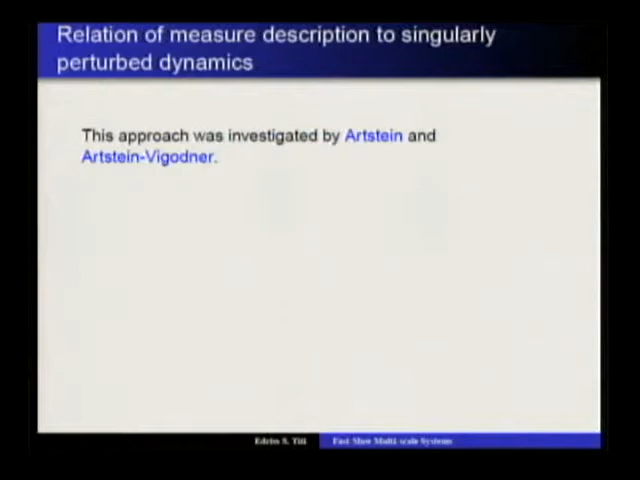 Relation of measure description to singularly
perturbed dynamics
This approach was investigated by Artstein and
Artstein-Vigodner.
Edriss S. Titi
Fast Slow Multi-scale Systems